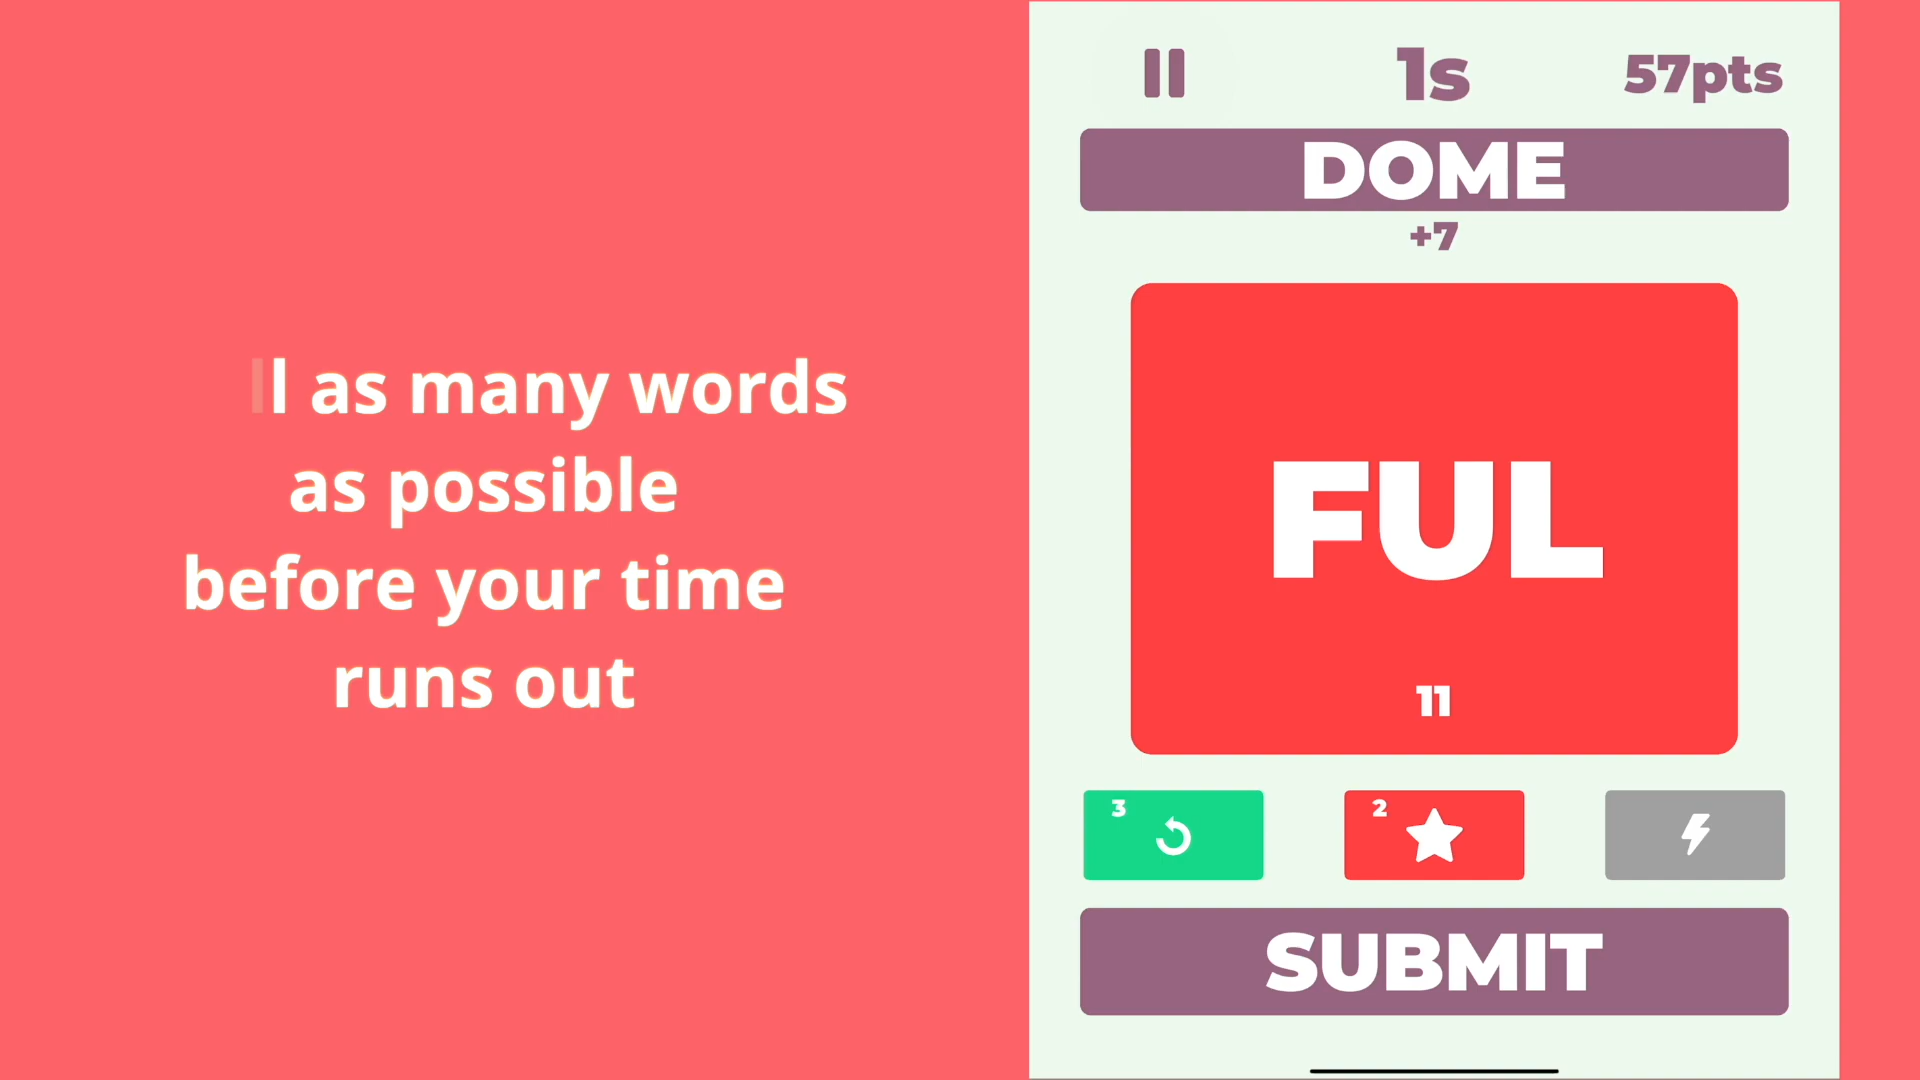 ll as many words
as possible
before your time
runs out
1s
57pts
DOME
+7
FUL
11
3
2
SUBMIT